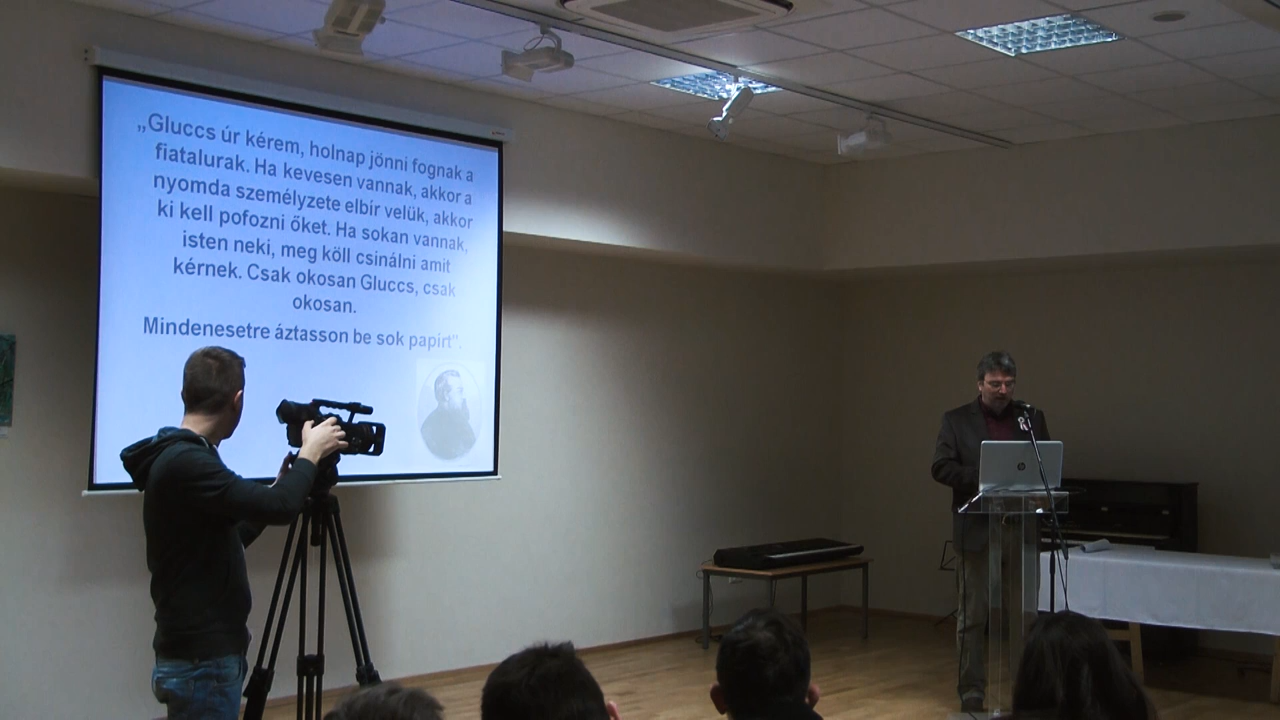 „Gluccs úr kérem, holnap jönni fognak a
fiatalurak. Ha kevesen vannak, akkor a
nyomda személyzete elbír velük, akkor
ki kell pofozni őket. Ha sokan vannak,
isten neki, meg köll csinálni amit
kérnek. Csak okosan Gluccs, csak
okosan.
Mindenesetre áztasson be sok papirt".